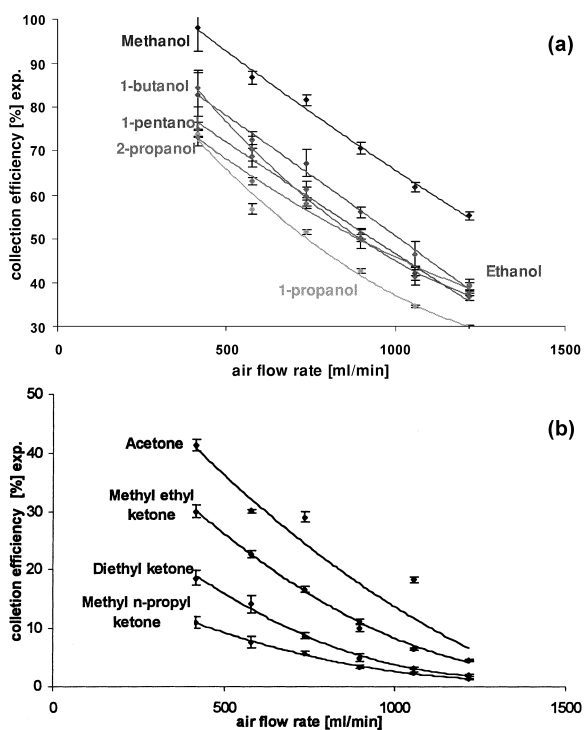 (a)
collection efficiency [%] exp.
100
90
80
70
60
50
40
30
Methanol
1-butanol
1-pentano
2-propanol
1-propanol
Ethanol
0
500
1000
1500
air flow rate [ml/min]
(b)
colletion efficiency [%] exp.
50
40
30
20
10
0
Acetone
Methyl ethyl
ketone
Diethyl ketone
Methyl n-propyl
ketone
0
500
1000
1500
air flow rate [ml/min]